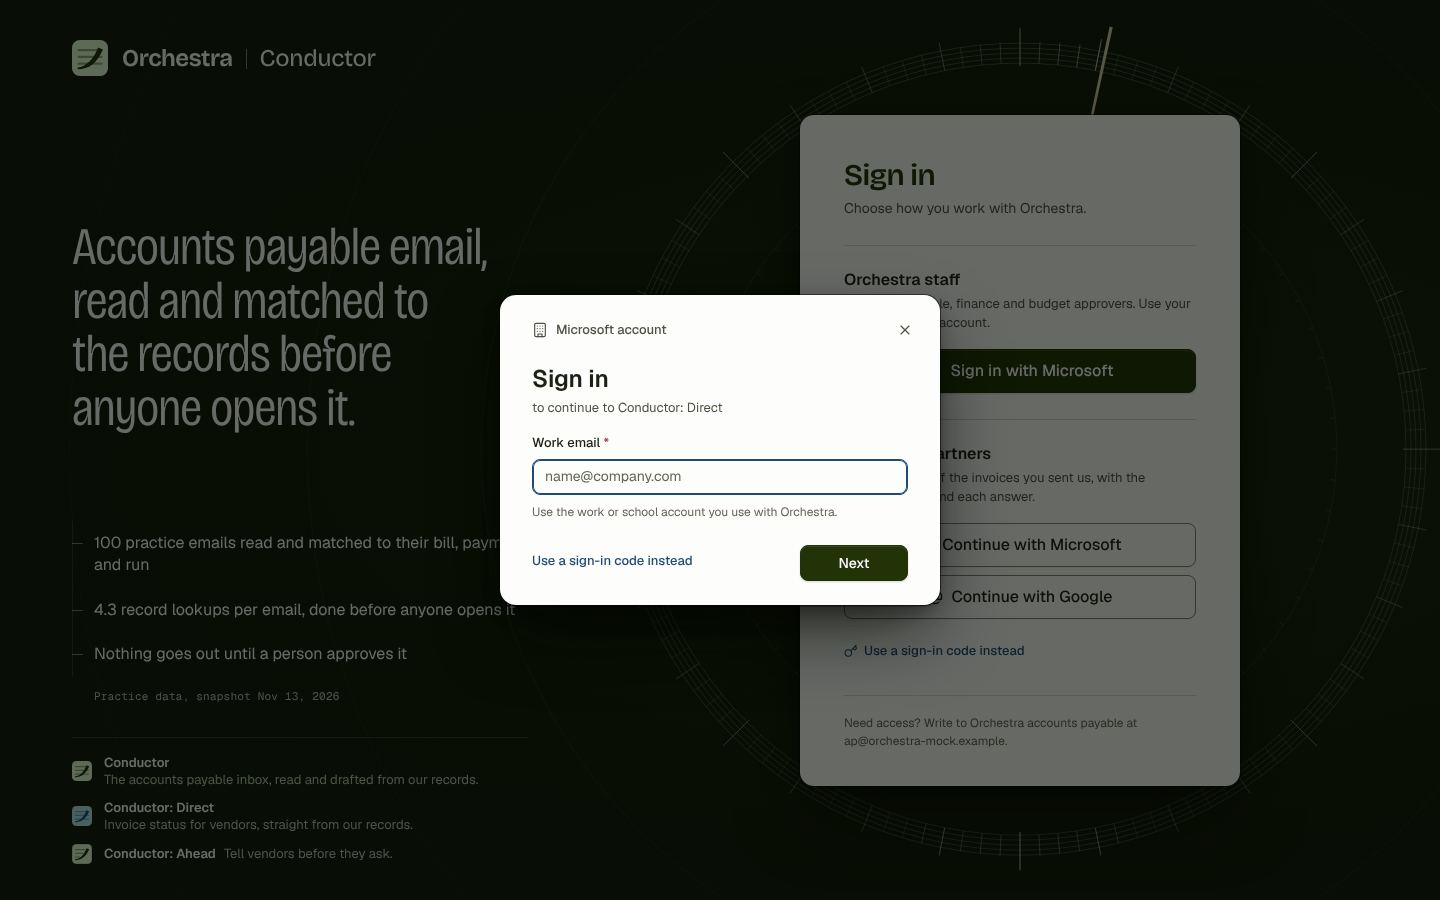 Orchestra | Conductor
Accounts payable email,
read and matched to
the records before
anyone opens it.
100 practice emails read and matched to their bill, paym
and run
4.3 record lookups per email, done before anyone opens it
Nothing goes out until a person approves it
Practice data, snapshot Nov 13, 2026
Conductor
The accounts payable inbox, read and drafted from our records.
Conductor: Direct
Invoice status for vendors, straight from our records.
Conductor: Ahead Tell vendors before they ask.
Microsoft account
Sign in
to continue to Conductor: Direct
Work email *
name@company.com
Use the work or school account you use with Orchestra.
Use a sign-in code instead
Next
Sign in
Choose how you work with Orchestra.
Orchestra staff
finance and budget approvers. Use your
account.
Sign in with Microsoft
the invoices you sent us, with the
each answer.
Continue with Microsoft
Continue with Google
Use a sign-in code instead
Need access? Write to Orchestra accounts payable at
ap@orchestra-mock.example.